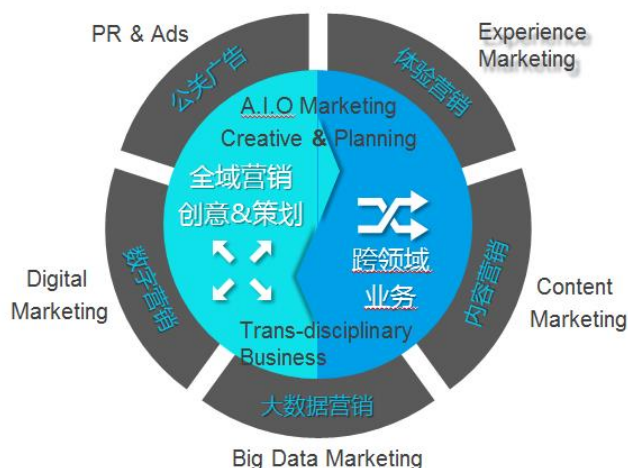 PR & Ads
Experience
Marketing
公关广告
体验营销
A.I.O Marketing
Creative & Planning
全域营销
创意&策划
跨领域
业务
数字营销
内容营销
Digital
Marketing
Content
Marketing
Trans-disciplinary
Business
大数据营销
Big Data Marketing